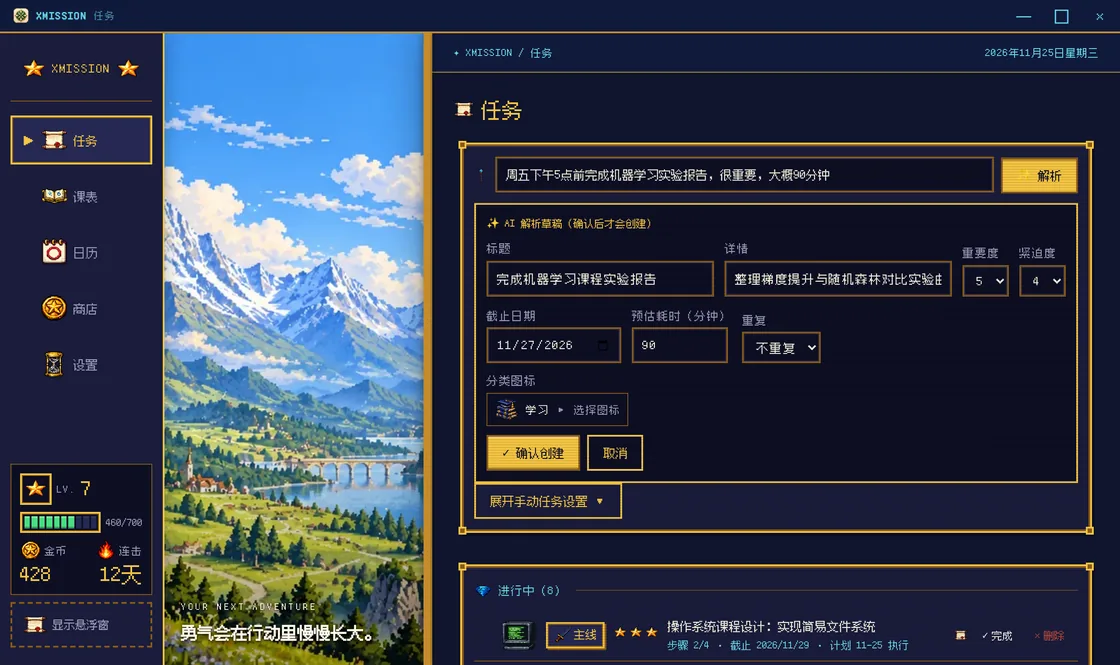 XMISSION 任务
XMISSION
任务
课表
日历
商店
设置
LV. 7
460/700
金币 连击
428 12天
显示悬浮窗
YOUR NEXT ADVENTURE
勇气会在行动里慢慢长大。
XMISSION / 任务
2026年11月25日星期三
任务
周五下午5点前完成机器学习实验报告，很重要，大概90分钟
解析
AI 解析草稿（确认后才会创建）
标题 详情 重要度 紧迫度
完成机器学习课程实验报告 整理梯度提升与随机森林对比实验 5 4
截止日期 预估耗时（分钟） 重复
11/27/2026 90 不重复
分类图标
学习 ▸ 选择图标
✓ 确认创建 取消
展开手动任务设置 ▼
进行中（8）
主线 操作系统课程设计：实现简易文件系统 ✓完成 ×删除
步骤 2/4 · 截止 2026/11/29 · 计划 11-25 执行